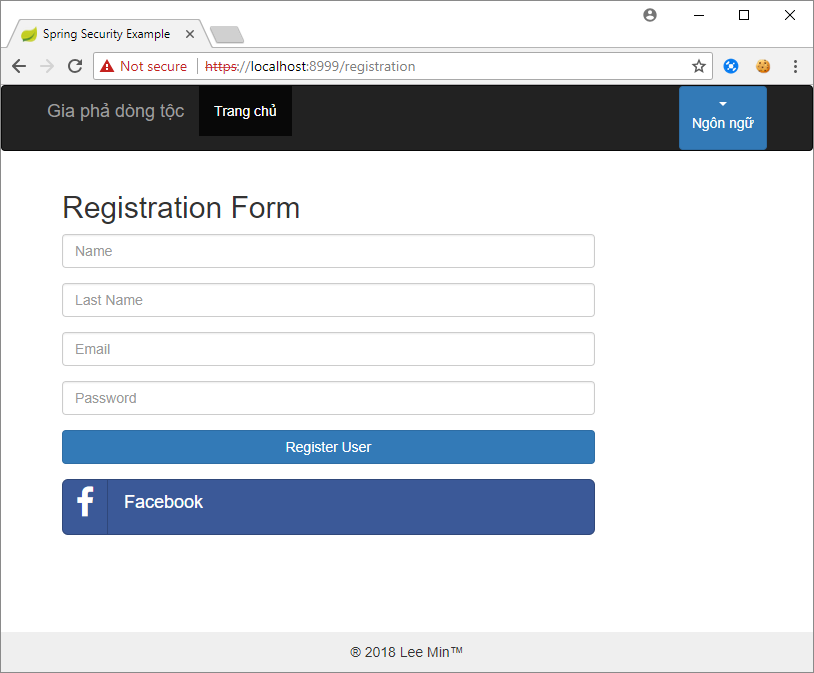 Spring Security Example
Not secure https://localhost:8999/registration
Gia phả dòng tộc Trang chủ Ngôn ngữ
Registration Form
Name
Last Name
Email
Password
Register User
Facebook
® 2018 Lee Min™